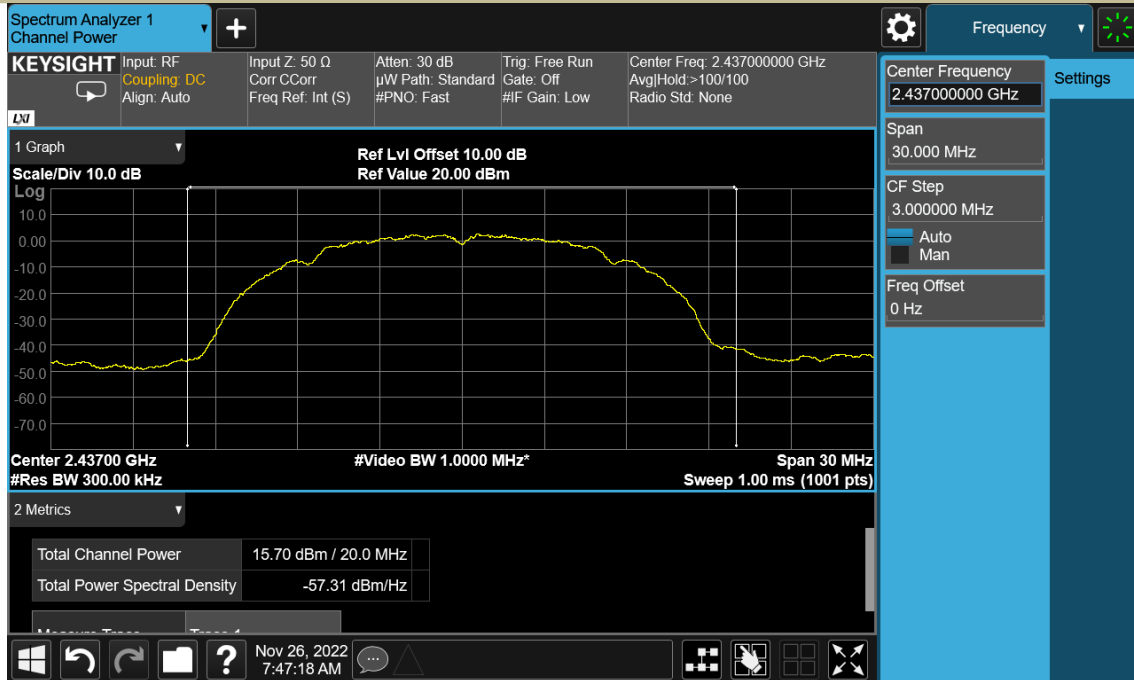 Spectrum Analyzer 1
Channel Power
Frequency
KEYSIGHT
LXI
Input: RF
Coupling: DC
Align: Auto
Input Z: 50 Ω
Corr CCorr
Freq Ref: Int (S)
Atten: 30 dB
µW Path: Standard
#PNO: Fast
Trig: Free Run
Gate: Off
#IF Gain: Low
Center Freq: 2.437000000 GHz
Avg|Hold:>100/100
Radio Std: None
Center Frequency
2.437000000 GHz
Settings
Span
30.000 MHz
CF Step
3.000000 MHz
Auto
Man
Freq Offset
0 Hz
1 Graph
Ref Lvl Offset 10.00 dB
Scale/Div 10.0 dB
Ref Value 20.00 dBm
Log
10.0
0.00
-10.0
-20.0
-30.0
-40.0
-50.0
-60.0
-70.0
Center 2.43700 GHz
#Video BW 1.0000 MHz*
Span 30 MHz
#Res BW 300.00 kHz
Sweep 1.00 ms (1001 pts)
2 Metrics
Total Channel Power
15.70 dBm / 20.0 MHz
Total Power Spectral Density
-57.31 dBm/Hz
Measure Trace
Trace 1
?
Nov 26, 2022
7:47:18 AM